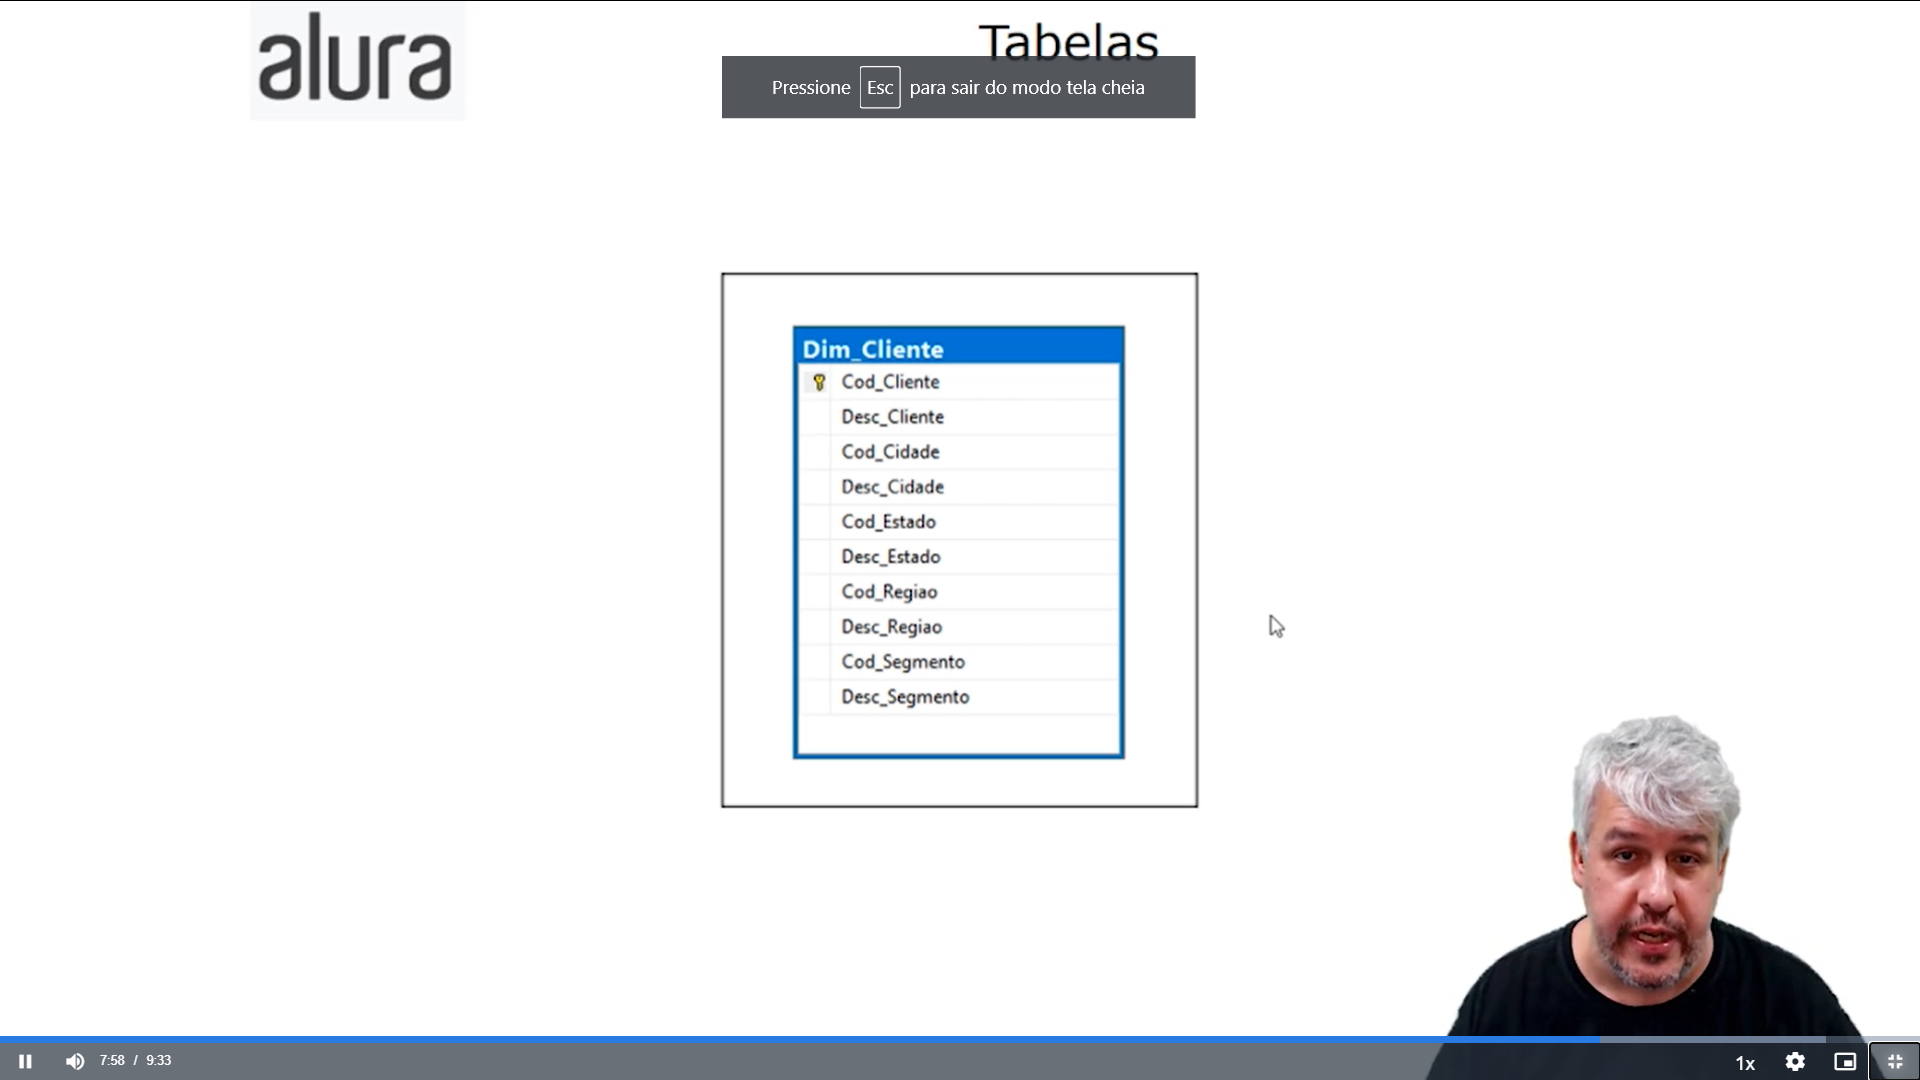 alura
Tabelas
Pressione Esc para sair do modo tela cheia
Dim_Cliente
Cod_Cliente
Desc_Cliente
Cod_Cidade
Desc_Cidade
Cod_Estado
Desc_Estado
Cod_Regiao
Desc_Regiao
Cod_Segmento
Desc_Segmento
7:58 / 9:33
1x